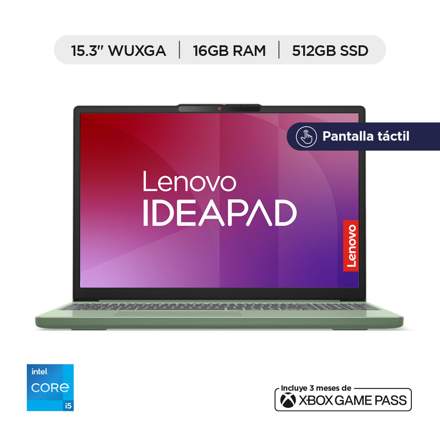 15.3" WUXGA | 16GB RAM | 512GB SSD
Pantalla táctil
Lenovo
IDEAPAD
Lenovo
intel
CORE
i5
Incluye 3 meses de
XBOX GAME PASS